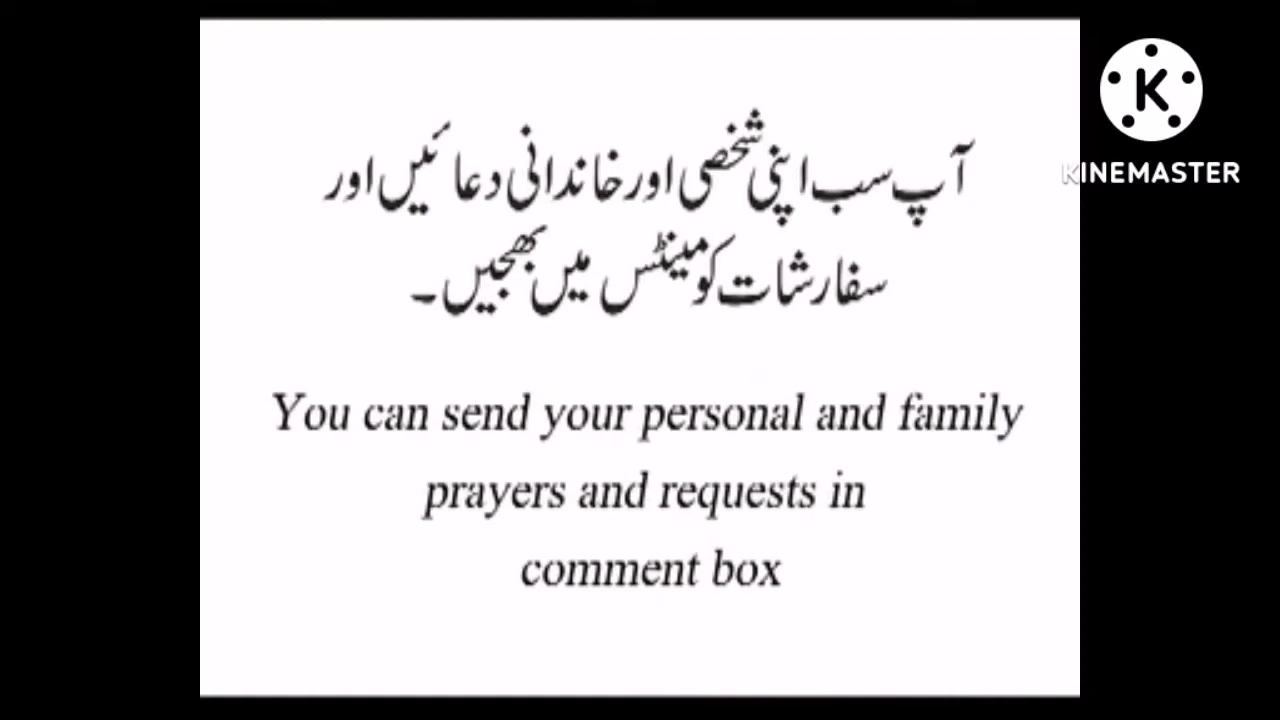 آپ سب اپنی شخصی اور خاندانی دعائیں اور
سفارشات کومینٹس میں بھجیں۔
You can send your personal and family
prayers and requests in
comment box
K
KINEMASTER